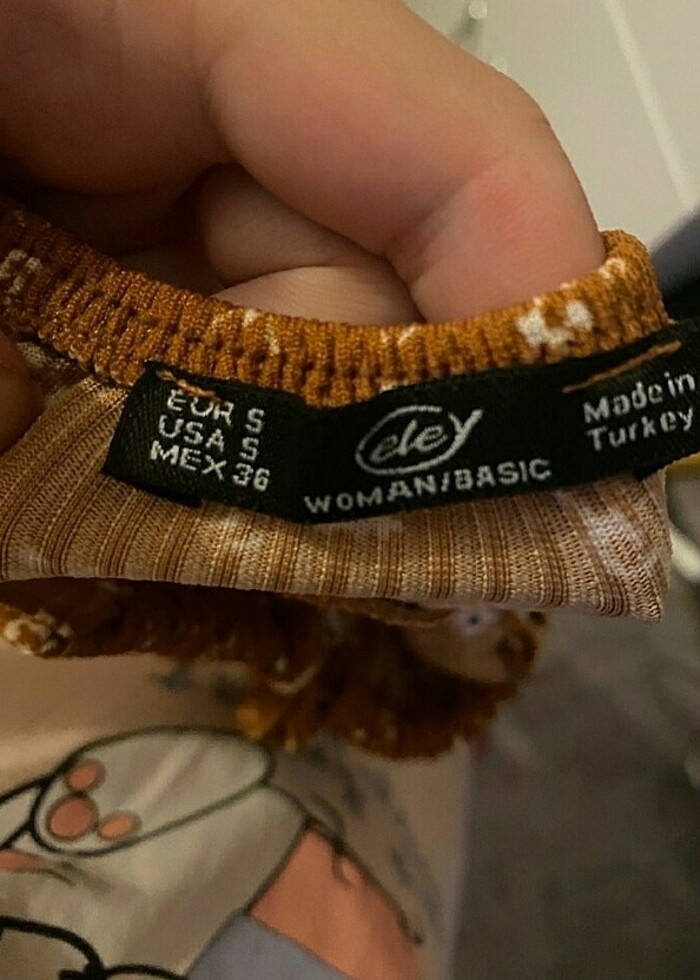 EUR S
USA S
MEX 36
eley
WOMAN/BASIC
Made in
Turkey